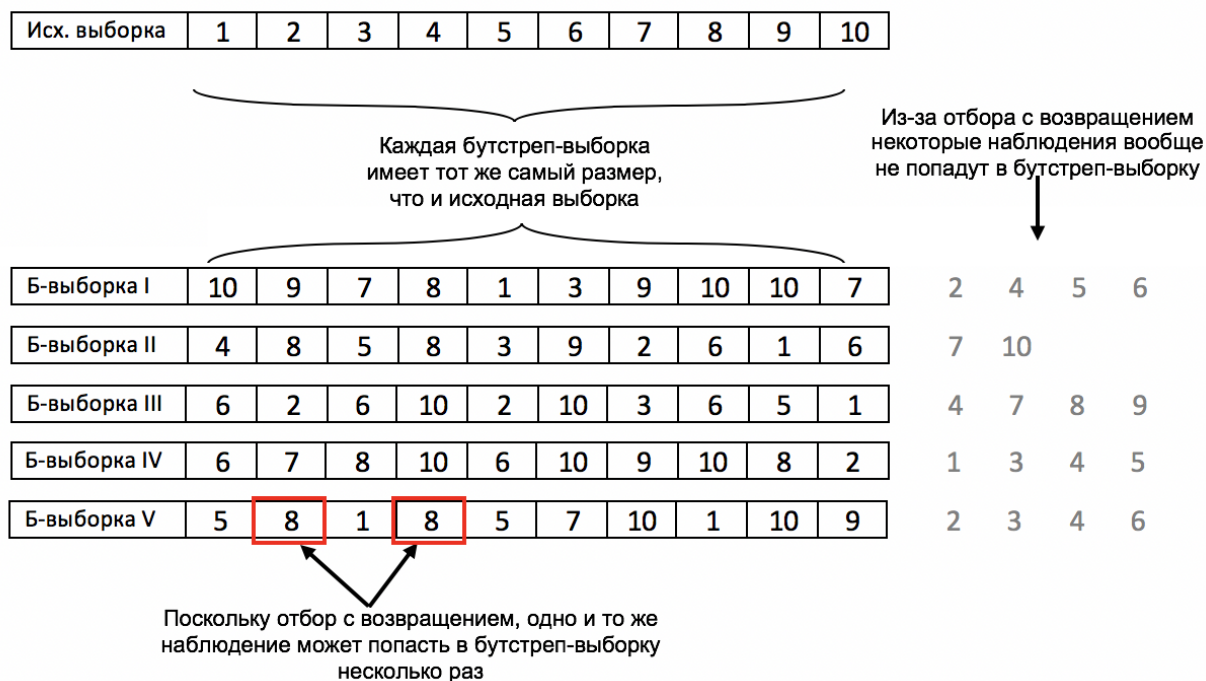 Исх. выборка 1 2 3 4 5 6 7 8 9 10
Каждая бутстреп-выборка
имеет тот же самый размер,
что и исходная выборка
Из-за отбора с возвращением
некоторые наблюдения вообще
не попадут в бутстреп-выборку
Б-выборка I 10 9 7 8 1 3 9 10 10 7 2 4 5 6
Б-выборка II 4 8 5 8 3 9 2 6 1 6 7 10
Б-выборка III 6 2 6 10 2 10 3 6 5 1 4 7 8 9
Б-выборка IV 6 7 8 10 6 10 9 10 8 2 1 3 4 5
Б-выборка V 5 8 1 8 5 7 10 1 10 9 2 3 4 6
Поскольку отбор с возвращением, одно и то же
наблюдение может попасть в бутстреп-выборку
несколько раз